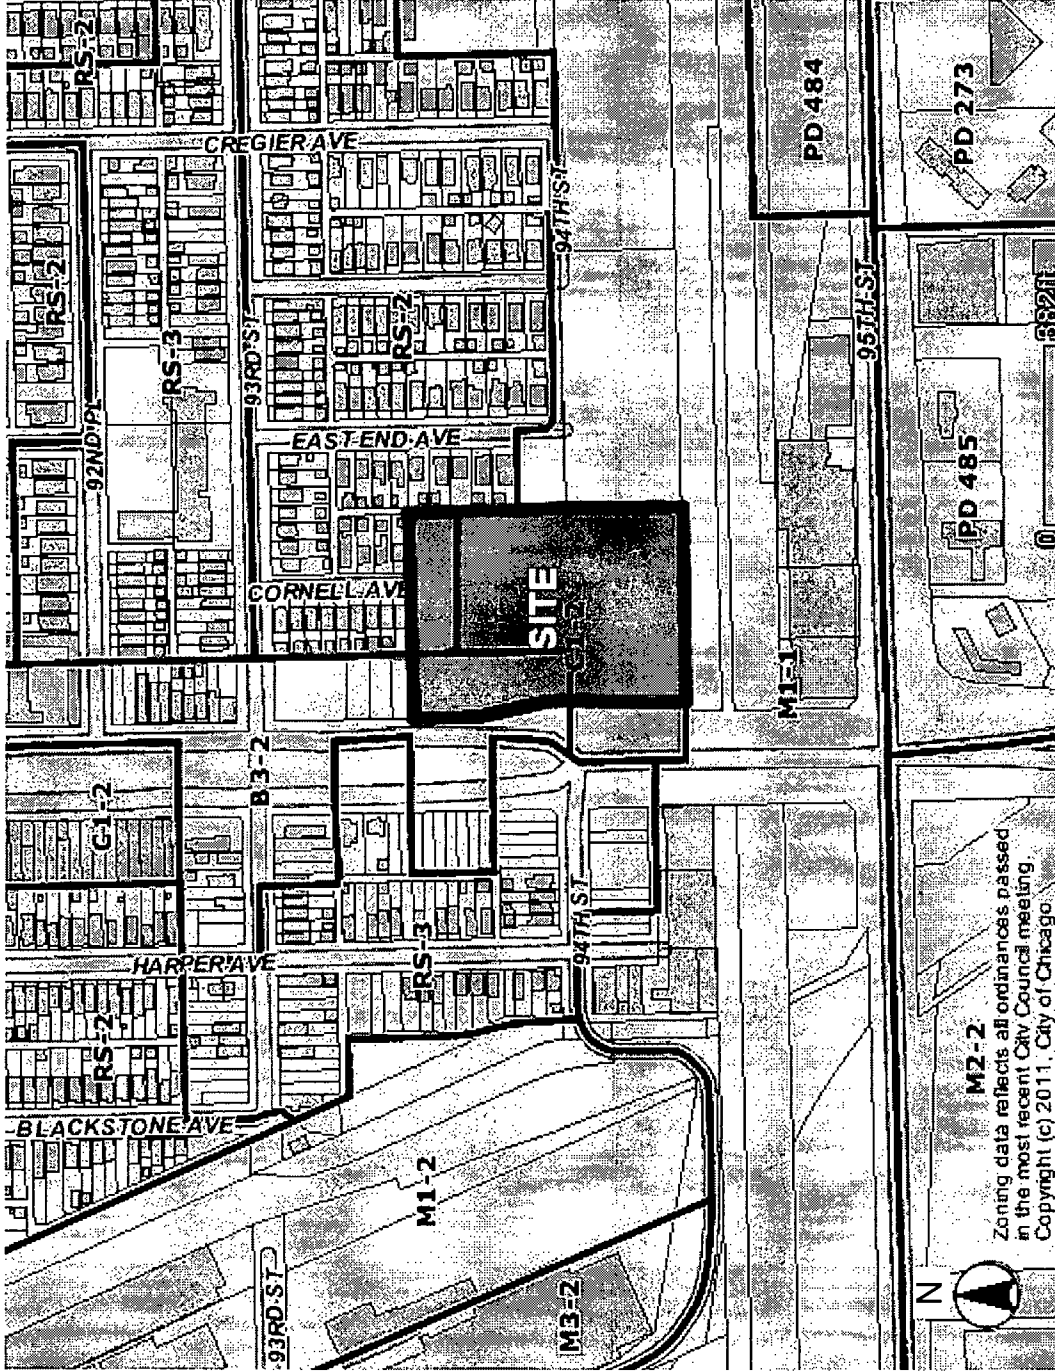 RS-2
CREGIER AVE
RS-2
RS-3
92ND PL
93RD ST
RS-2
EAST END AVE
CORNELL AVE
94TH ST
SITE
PD 484
PD 273
95TH ST
PD 485
0
882ft
M1-1
C1-2
B3-2
HARPER AVE
RS-3
94TH ST
RS-2
BLACKSTONE AVE
M1-2
93RD ST
M3-2
M2-2
Zoning data reflects all ordinances passed
in the most recent City Council meeting
Copyright (c) 2011, City of Chicago,
N